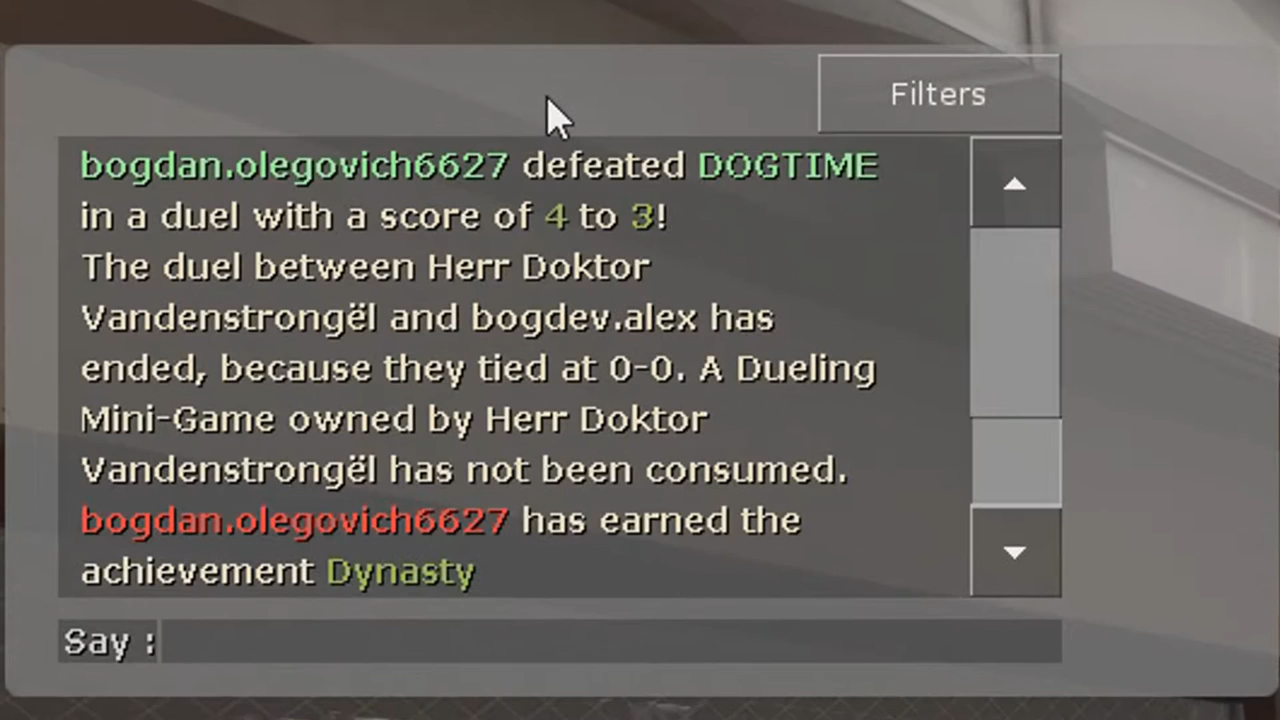 Filters
bogdan.olegovich6627 defeated DOGTIME
in a duel with a score of 4 to 3!
The duel between Herr Doktor
Vandenstrongël and bogdev.alex has
ended, because they tied at 0-0. A Dueling
Mini-Game owned by Herr Doktor
Vandenstrongël has not been consumed.
bogdan.olegovich6627 has earned the
achievement Dynasty
Say :